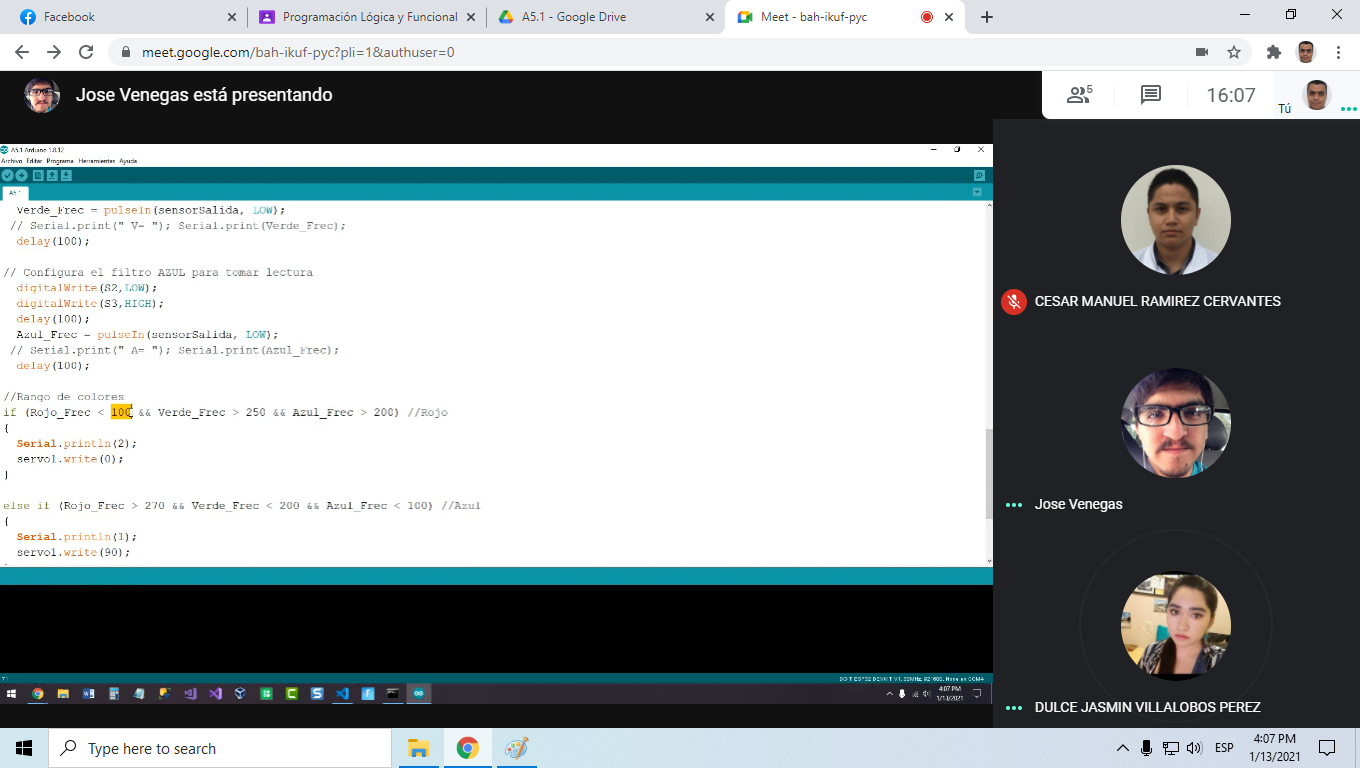 Facebook
Programación Lógica y Funcional
A5.1 - Google Drive
Meet - bah-ikuf-pyc
meet.google.com/bah-ikuf-pyc?pli=1&authuser=0
Jose Venegas está presentando
5
16:07
Tú
A5.1 Arduino 1.8.12
Archivo Editar Programa Herramientas Ayuda
A5.1
Verde_Frec = pulseIn(sensorSalida, LOW);
// Serial.print(" V= "); Serial.print(Verde_Frec);
delay(100);
// Configura el filtro AZUL para tomar lectura
digitalWrite(S2,LOW);
digitalWrite(S3,HIGH);
delay(100);
Azul_Frec = pulseIn(sensorSalida, LOW);
// Serial.print(" A= "); Serial.print(Azul_Frec);
delay(100);
//Rango de colores
if (Rojo_Frec < 100 && Verde_Frec > 250 && Azul_Frec > 200) //Rojo
{
Serial.println(2);
servo1.write(0);
}
else if (Rojo_Frec > 270 && Verde_Frec < 200 && Azul_Frec < 100) //Azul
{
Serial.println(1);
servo1.write(90);
71
4:07 PM
1/13/2021
CESAR MANUEL RAMIREZ CERVANTES
Jose Venegas
DULCE JASMIN VILLALOBOS PEREZ
Type here to search
ESP
4:07 PM
1/13/2021